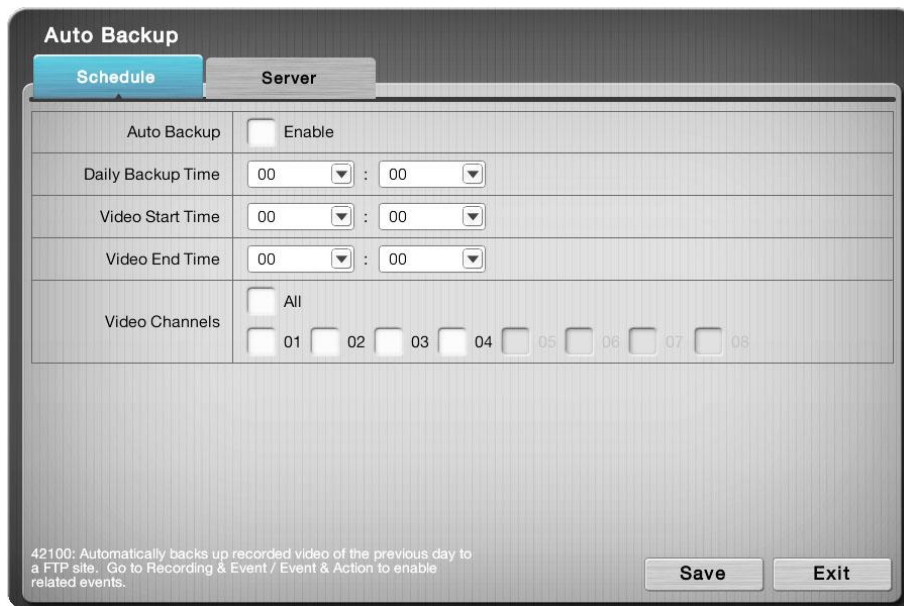 Auto Backup
Schedule Server
Auto Backup Enable
Daily Backup Time 00 : 00
Video Start Time 00 : 00
Video End Time 00 : 00
Video Channels All
01 02 03 04 05 06 07 08
42100: Automatically backs up recorded video of the previous day to
a FTP site. Go to Recording & Event / Event & Action to enable
related events.
Save Exit